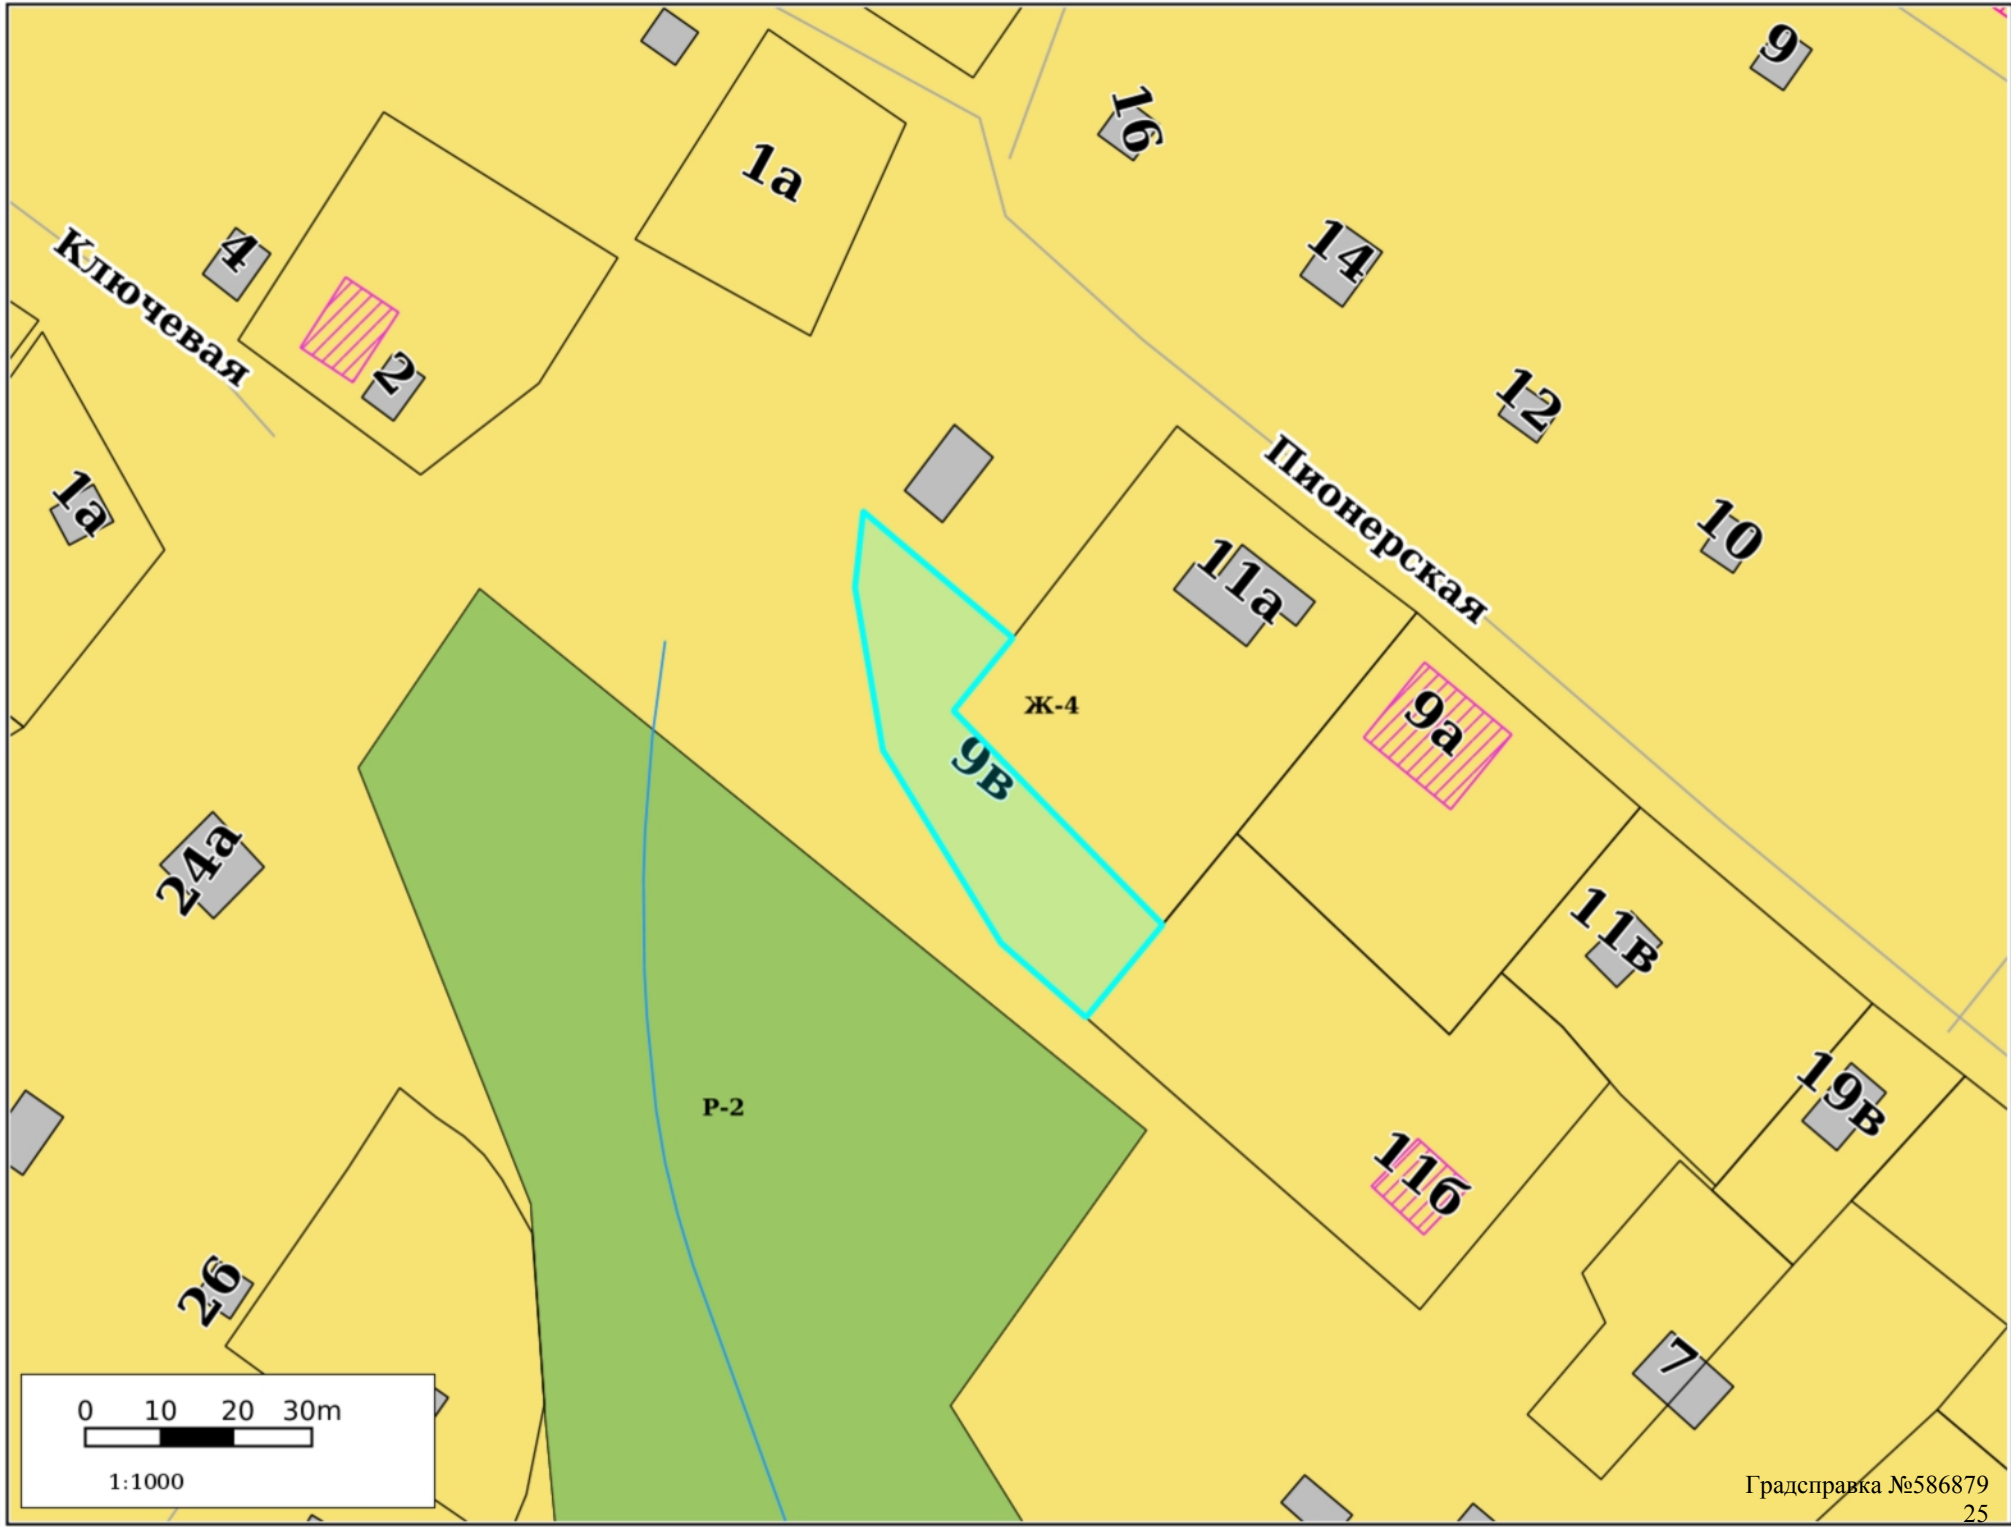 9
16
1а
14
4
Ключевая
2
12
Пионерская
10
1а
11а
Ж-4
9а
9в
24а
11в
19в
Р-2
11б
26
7
0 10 20 30m
1:1000
Градсправка №586879
25